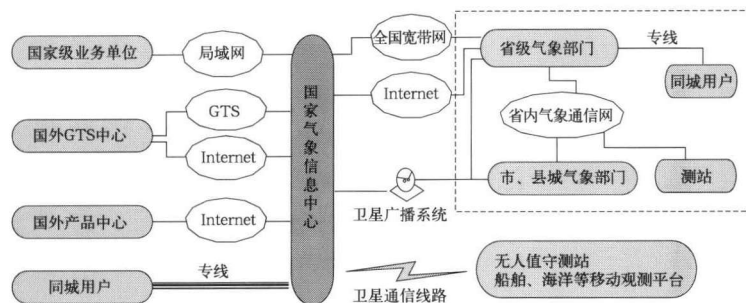 国家级业务单位
局域网
国外GTS中心
GTS
Internet
国外产品中心
Internet
同城用户
专线
国家气象信息中心
全国宽带网
Internet
卫星广播系统
卫星通信线路
省级气象部门
专线
同城用户
省内气象通信网
市、县城气象部门
测站
无人值守测站
船舶、海洋等移动观测平台